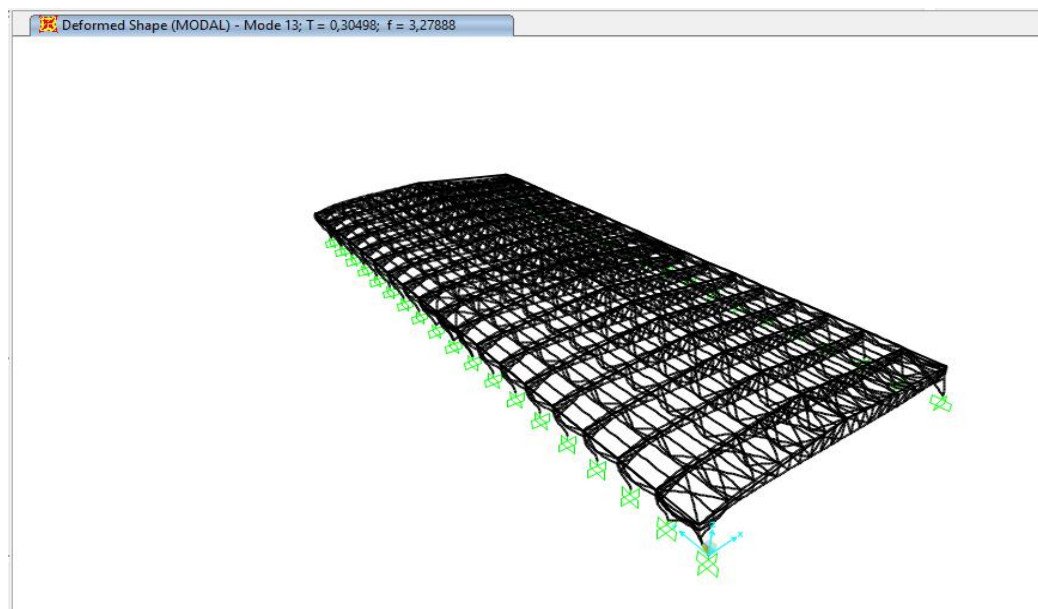 Deformed Shape (MODAL) - Mode 13; T = 0,30498; f = 3,27888
X